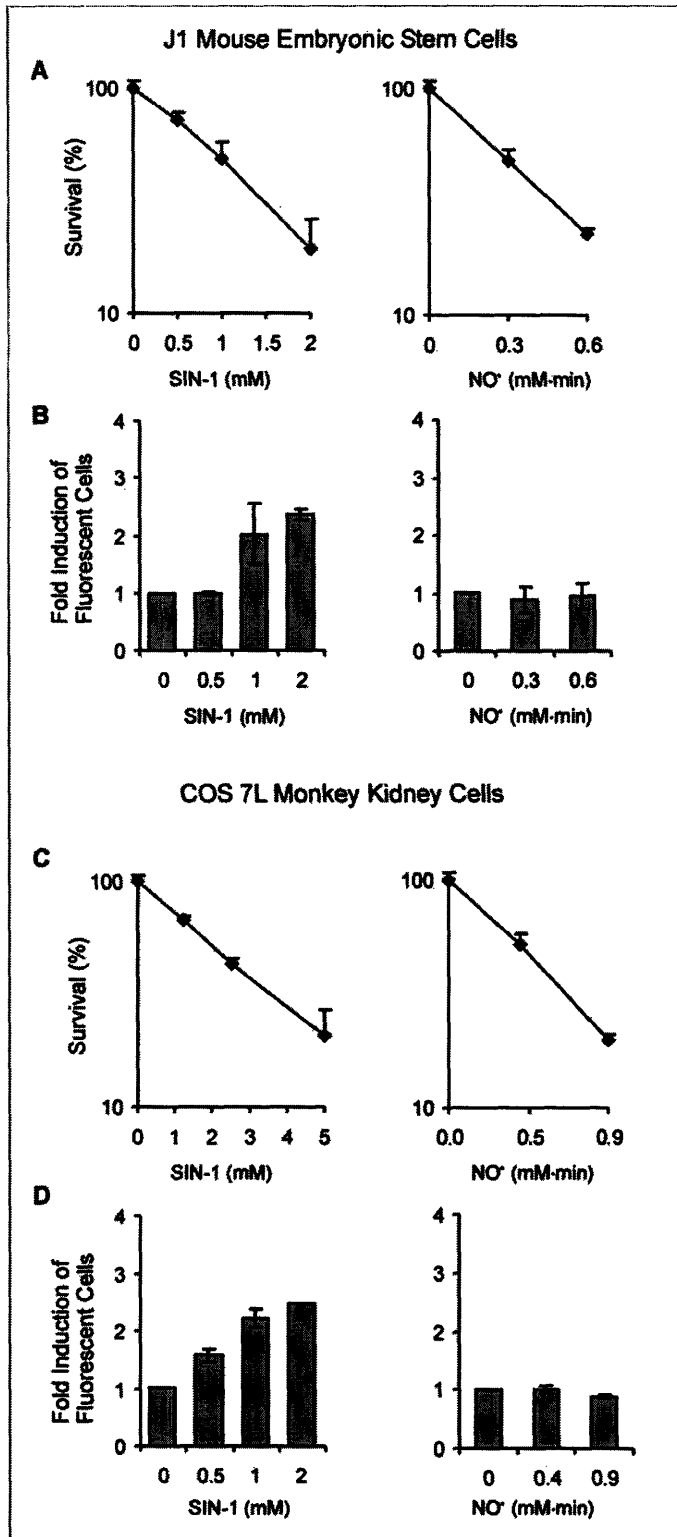 J1 Mouse Embryonic Stem Cells
A
100
10
Survival (%)
0 0.5 1 1.5 2
SIN-1 (mM)
100
10
0 0.3 0.6
NO• (mM-min)
B
Fold Induction of
Fluorescent Cells
4
3
2
1
0
0 0.5 1 2
SIN-1 (mM)
4
3
2
1
0
0 0.3 0.6
NO• (mM-min)
COS 7L Monkey Kidney Cells
C
100
10
Survival (%)
0 1 2 3 4 5
SIN-1 (mM)
100
10
0.0 0.5 0.9
NO• (mM-min)
D
Fold Induction of
Fluorescent Cells
4
3
2
1
0
0 0.5 1 2
SIN-1 (mM)
4
3
2
1
0
0 0.4 0.9
NO• (mM-min)